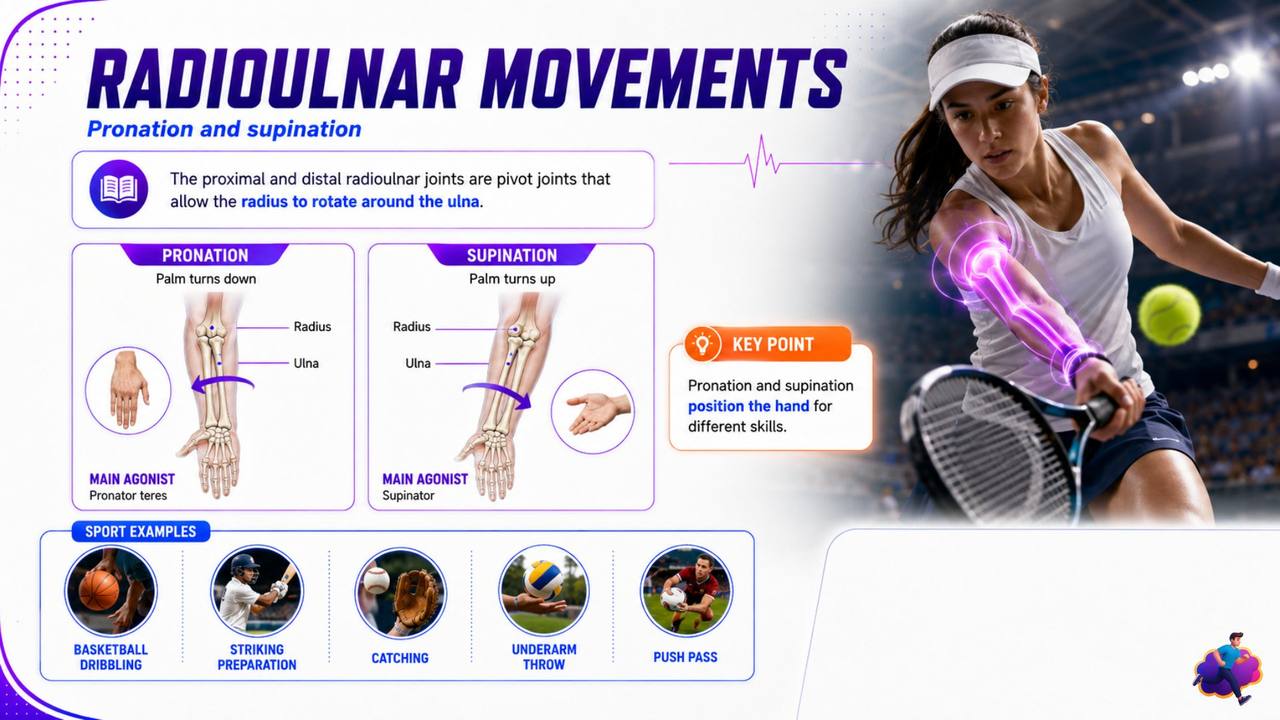 RADIOULNAR MOVEMENTS
Pronation and supination
The proximal and distal radioulnar joints are pivot joints that
allow the radius to rotate around the ulna.
PRONATION
Palm turns down
Radius
Ulna
MAIN AGONIST
Pronator teres
SUPINATION
Palm turns up
Radius
Ulna
MAIN AGONIST
Supinator
KEY POINT
Pronation and supination
position the hand for
different skills.
SPORT EXAMPLES
BASKETBALL
DRIBBLING
STRIKING
PREPARATION
CATCHING
UNDERARM
THROW
PUSH PASS